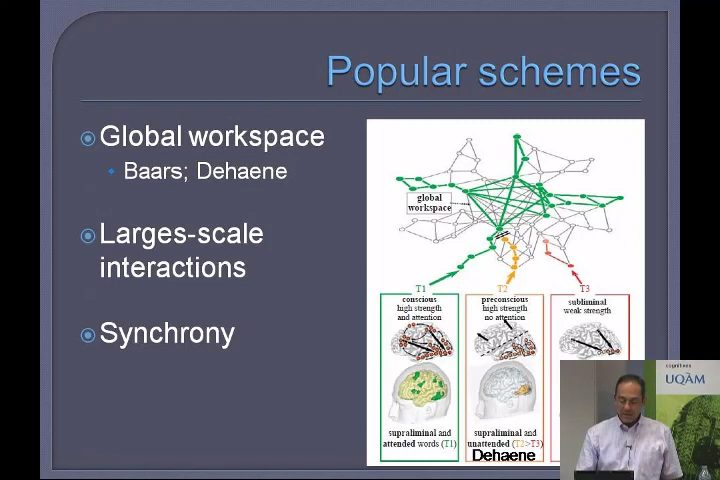 Popular schemes
Global workspace
Baars; Dehaene
Larges-scale
interactions
Synchrony
global
workspace
T1
T2
T3
conscious
high strength
and attention
preconscious
high strength
no attention
subliminal
weak strength
supraliminal and
attended words (T1)
supraliminal and
unattended (T2>T3)
Dehaene
cognitives
UQÀM